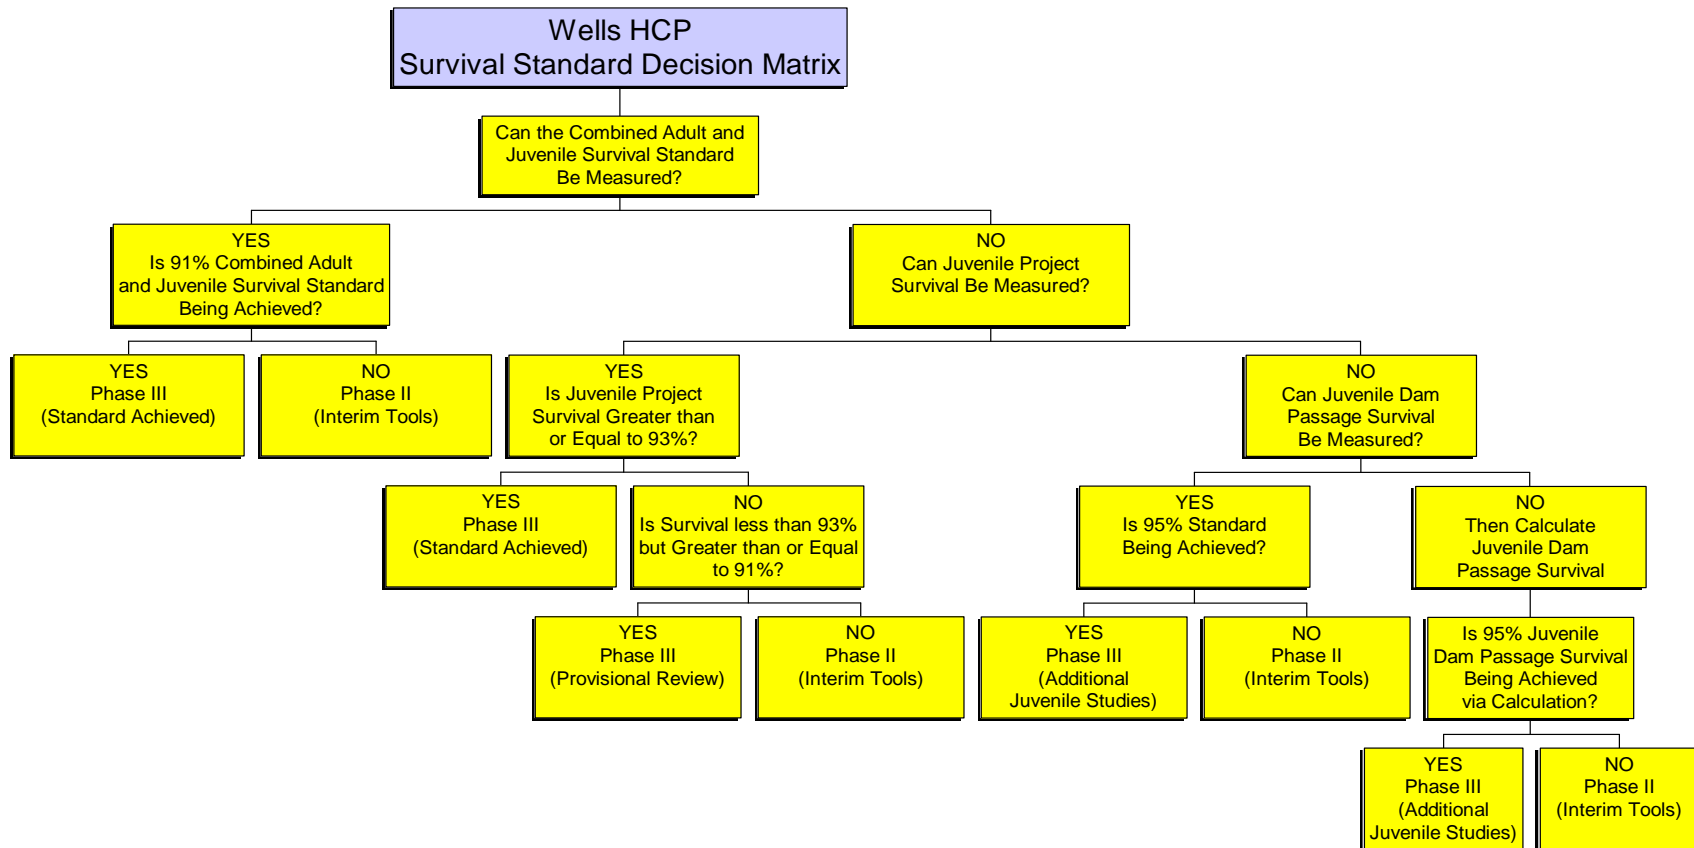 Wells HCP
Survival Standard Decision Matrix
Can the Combined Adult and
Juvenile Survival Standard
Be Measured?
YES
Is 91% Combined Adult
and Juvenile Survival Standard
Being Achieved?
NO
Can Juvenile Project
Survival Be Measured?
YES
Phase III
(Standard Achieved)
NO
Phase II
(Interim Tools)
YES
Is Juvenile Project
Survival Greater than
or Equal to 93%?
NO
Can Juvenile Dam
Passage Survival
Be Measured?
YES
Phase III
(Standard Achieved)
NO
Is Survival less than 93%
but Greater than or Equal
to 91%?
YES
Is 95% Standard
Being Achieved?
NO
Then Calculate
Juvenile Dam
Passage Survival
YES
Phase III
(Provisional Review)
NO
Phase II
(Interim Tools)
YES
Phase III
(Additional
Juvenile Studies)
NO
Phase II
(Interim Tools)
Is 95% Juvenile
Dam Passage Survival
Being Achieved
via Calculation?
YES
Phase III
(Additional
Juvenile Studies)
NO
Phase II
(Interim Tools)